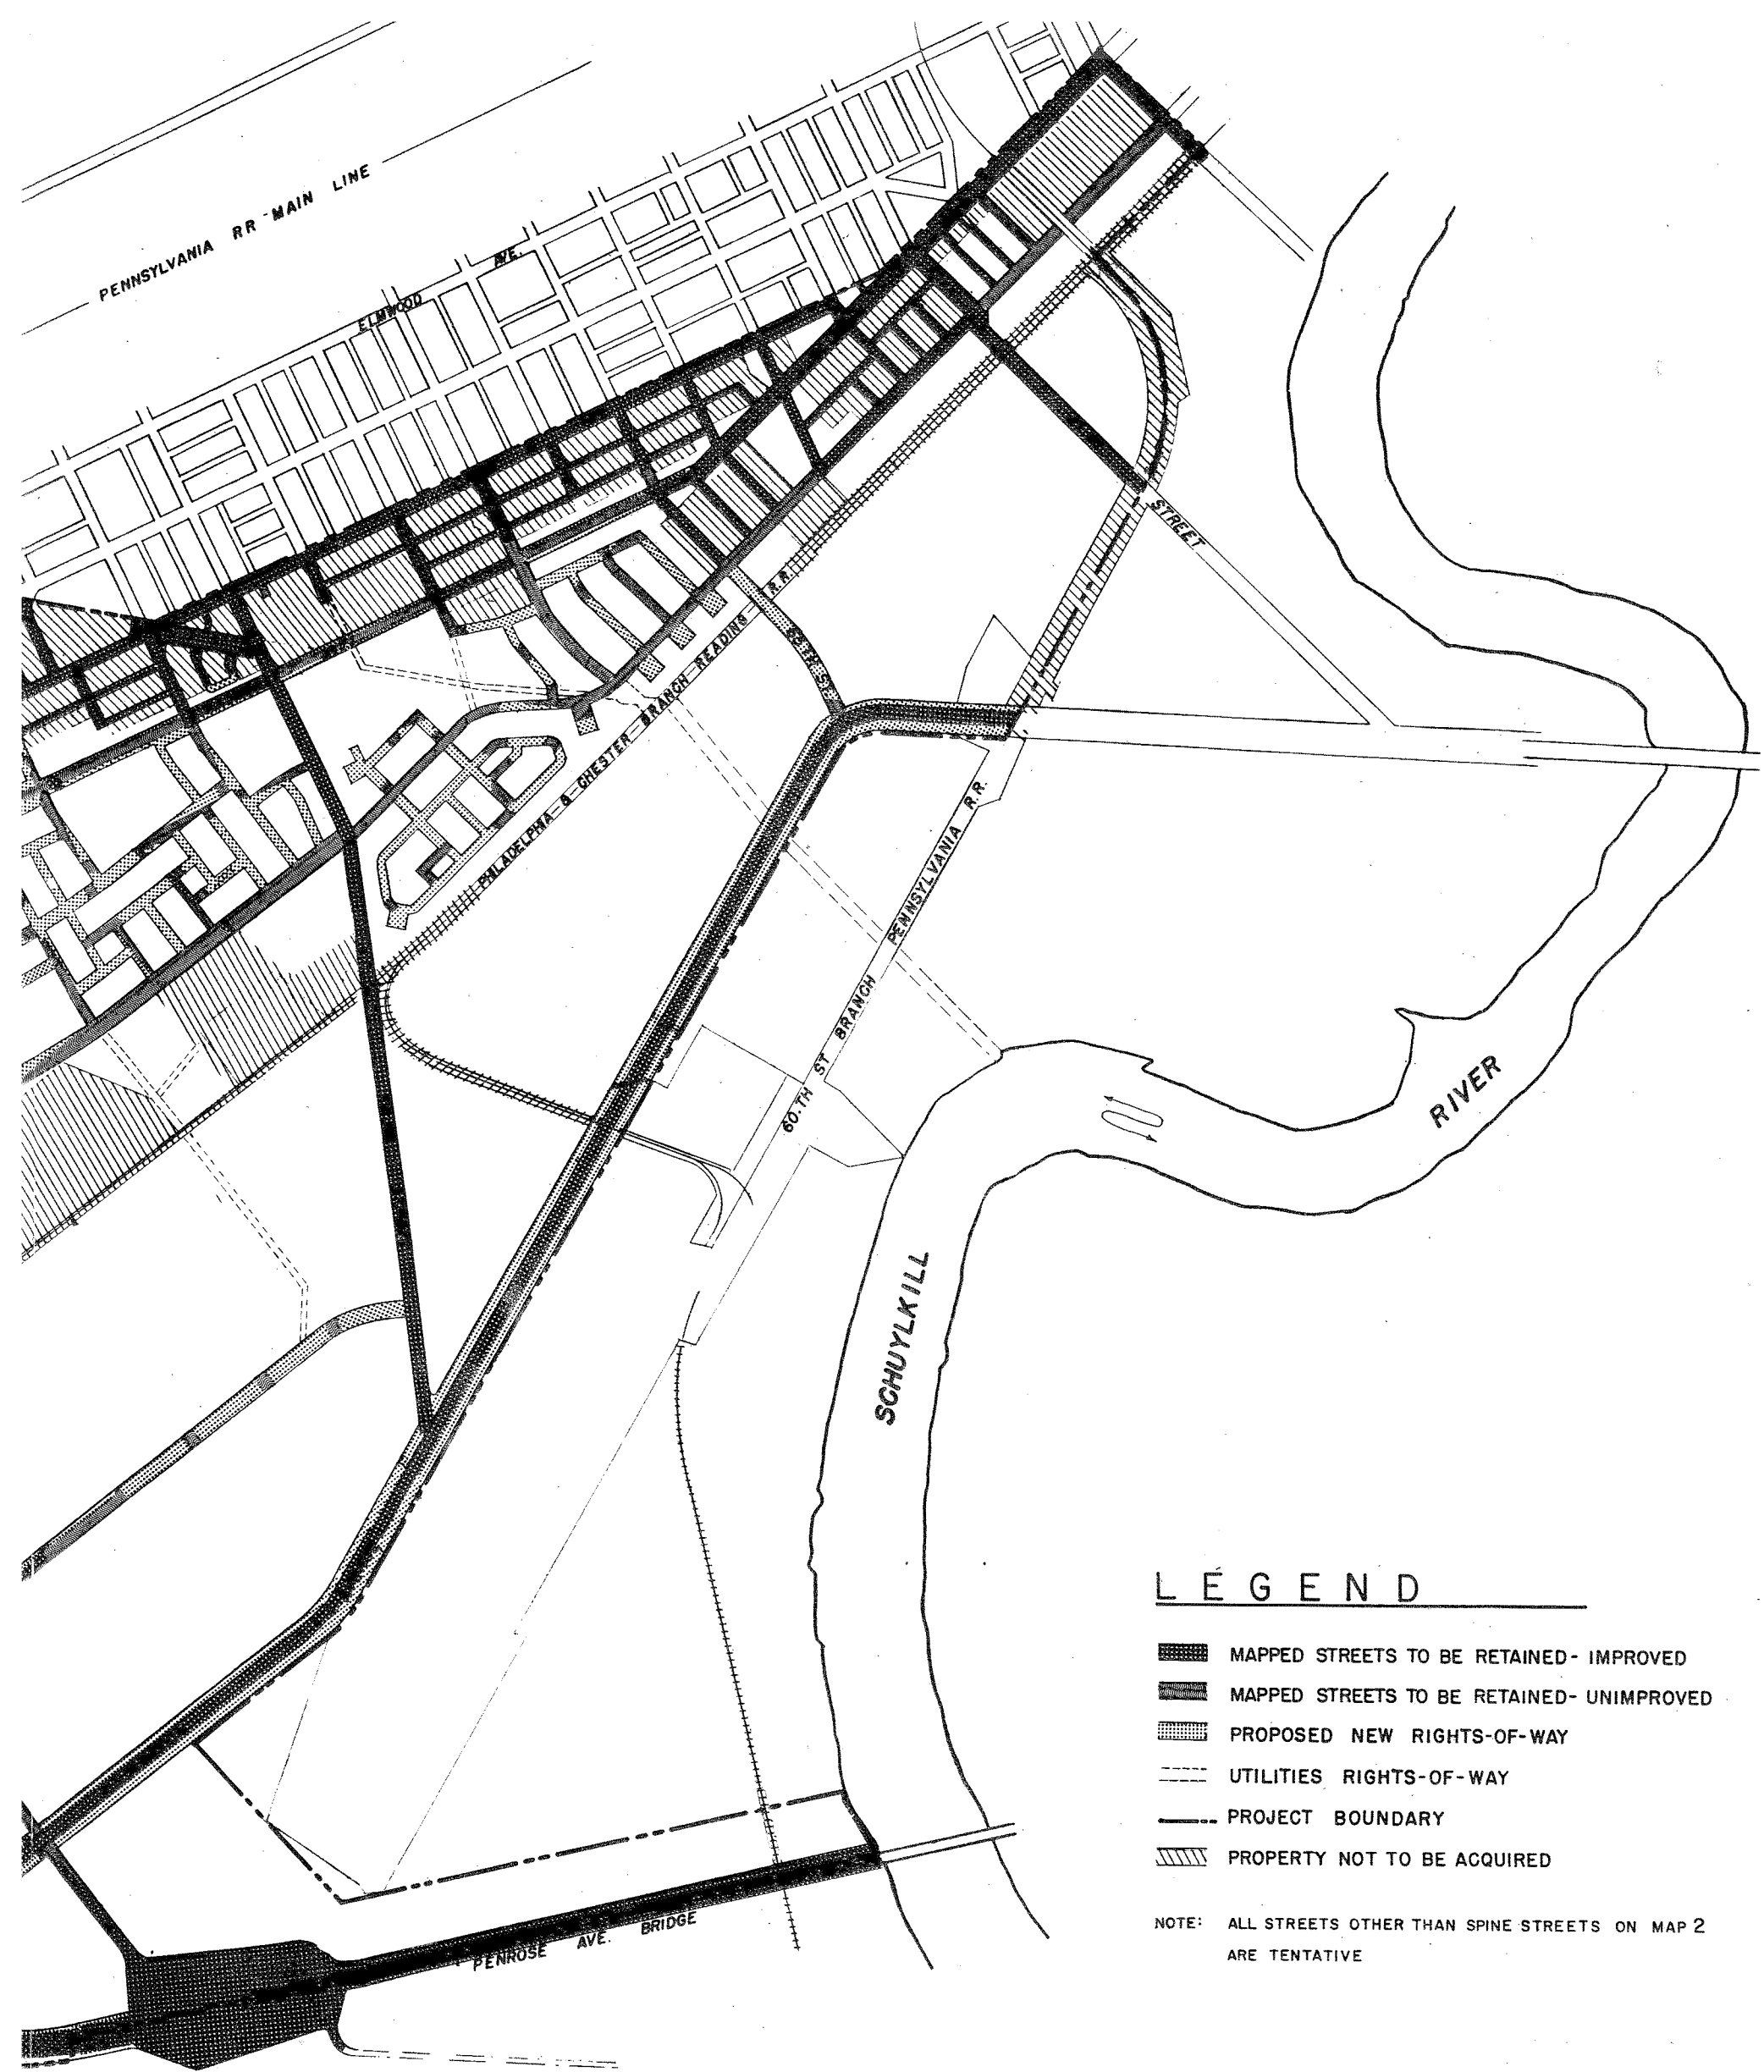 PENNSYLVANIA RR - MAIN LINE
ELMWOOD AVE.
STREET
PHILADELPHIA & CHESTER BRANCH READING R.R.
60.TH ST BRANCH PENNSYLVANIA R.R.
SCHUYLKILL RIVER
PENROSE AVE. BRIDGE
LEGEND
MAPPED STREETS TO BE RETAINED- IMPROVED
MAPPED STREETS TO BE RETAINED- UNIMPROVED
PROPOSED NEW RIGHTS-OF-WAY
UTILITIES RIGHTS-OF-WAY
PROJECT BOUNDARY
PROPERTY NOT TO BE ACQUIRED
NOTE: ALL STREETS OTHER THAN SPINE STREETS ON MAP 2
ARE TENTATIVE